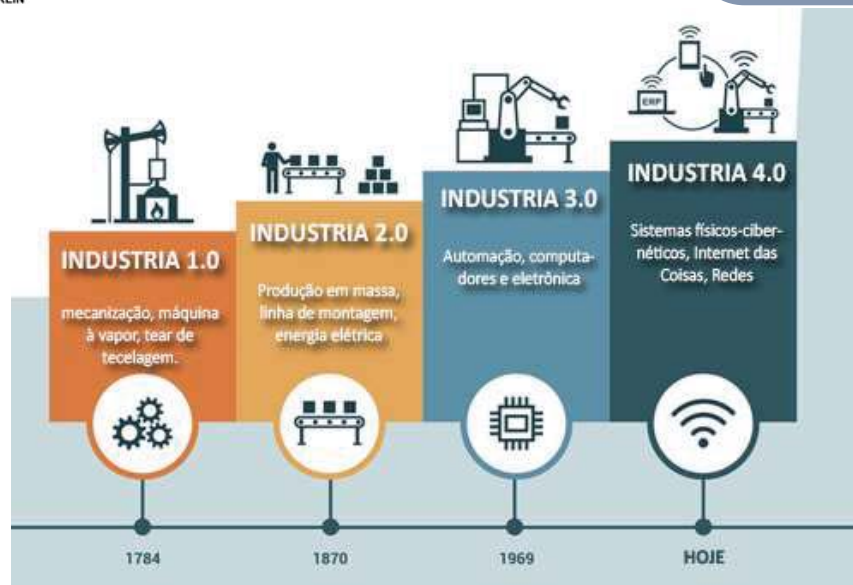 INDUSTRIA 1.0
mecanização, máquina
à vapor, tear de
tecelagem.
INDUSTRIA 2.0
Produção em massa,
linha de montagem,
energia elétrica
INDUSTRIA 3.0
Automação, computa-
dores e eletrônica
ERP
INDUSTRIA 4.0
Sistemas físicos-ciber-
néticos, Internet das
Coisas, Redes
1784
1870
1969
HOJE